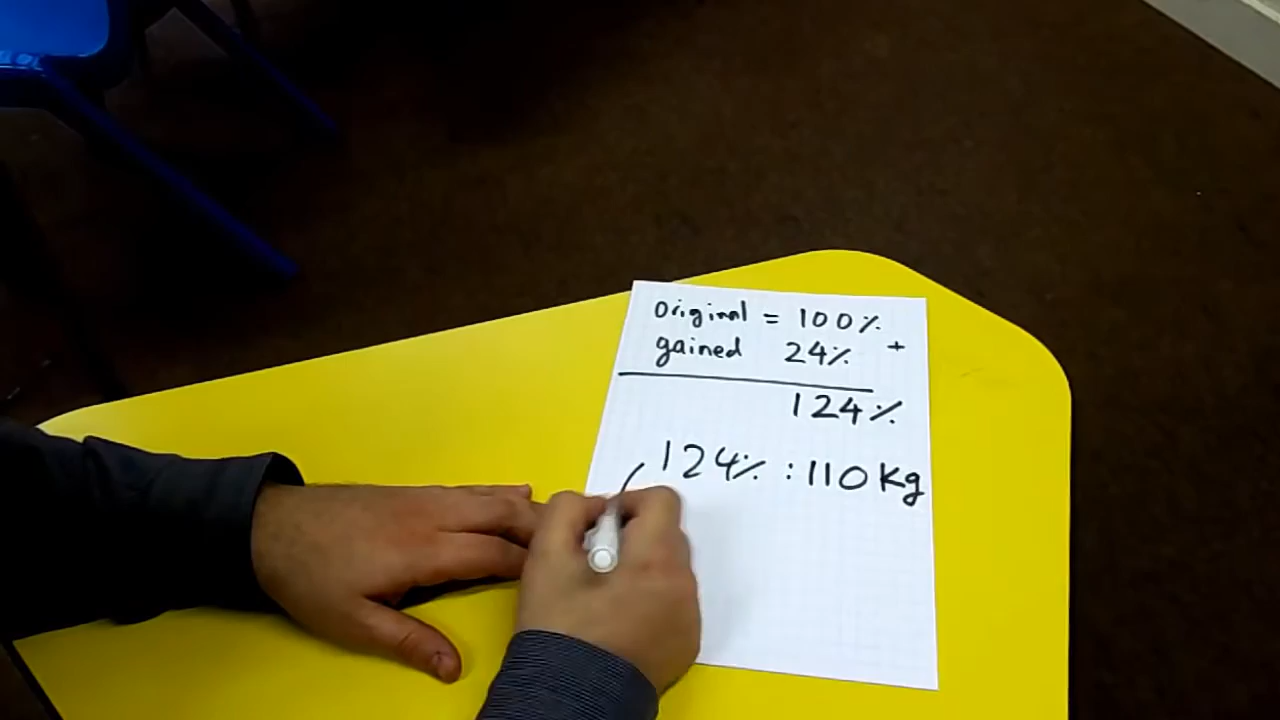 original = 100% +
gained 24%
124%
124% : 110 Kg